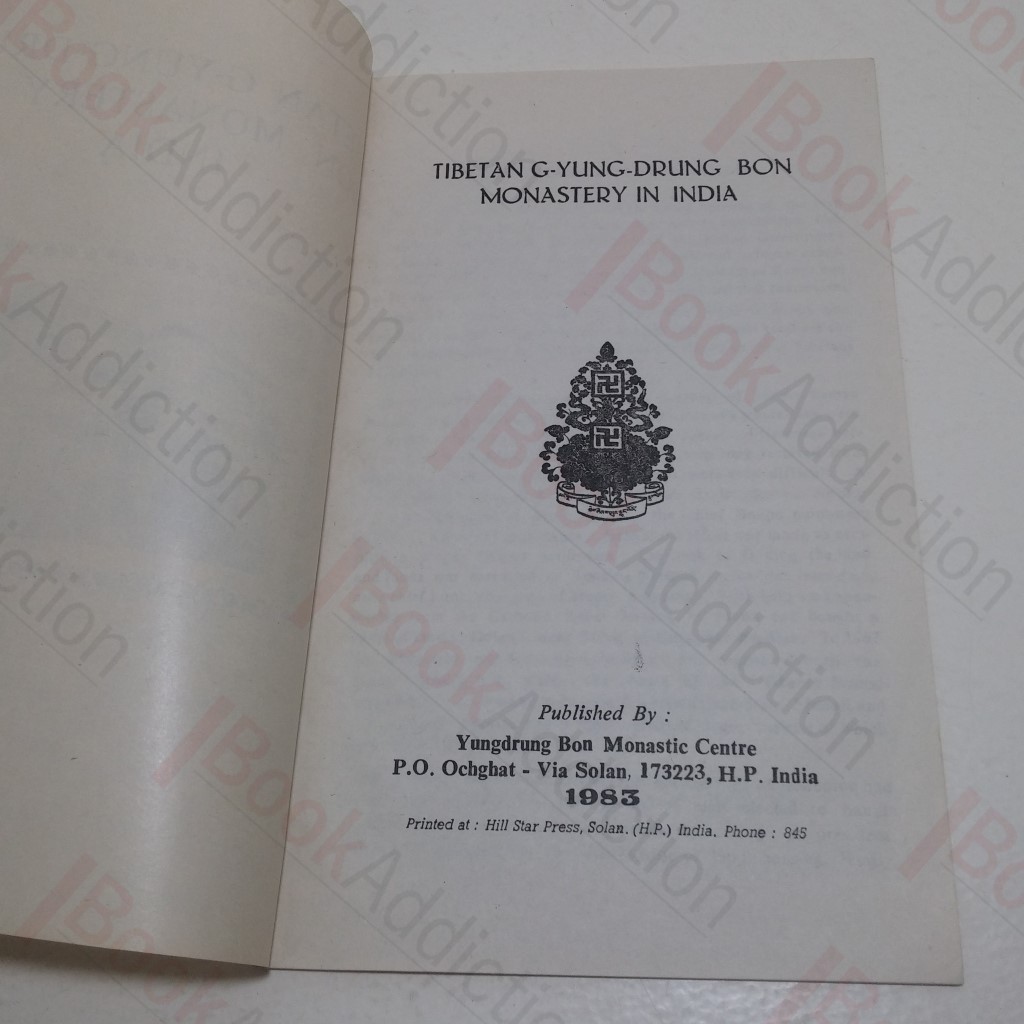 TIBETAN G-YUNG-DRUNG BON
MONASTERY IN INDIA
Published By :
Yungdrung Bon Monastic Centre
P.O. Ochghat - Via Solan, 173223, H.P. India
1983
Printed at : Hill Star Press, Solan. (H.P.) India. Phone : 845
BookAddiction